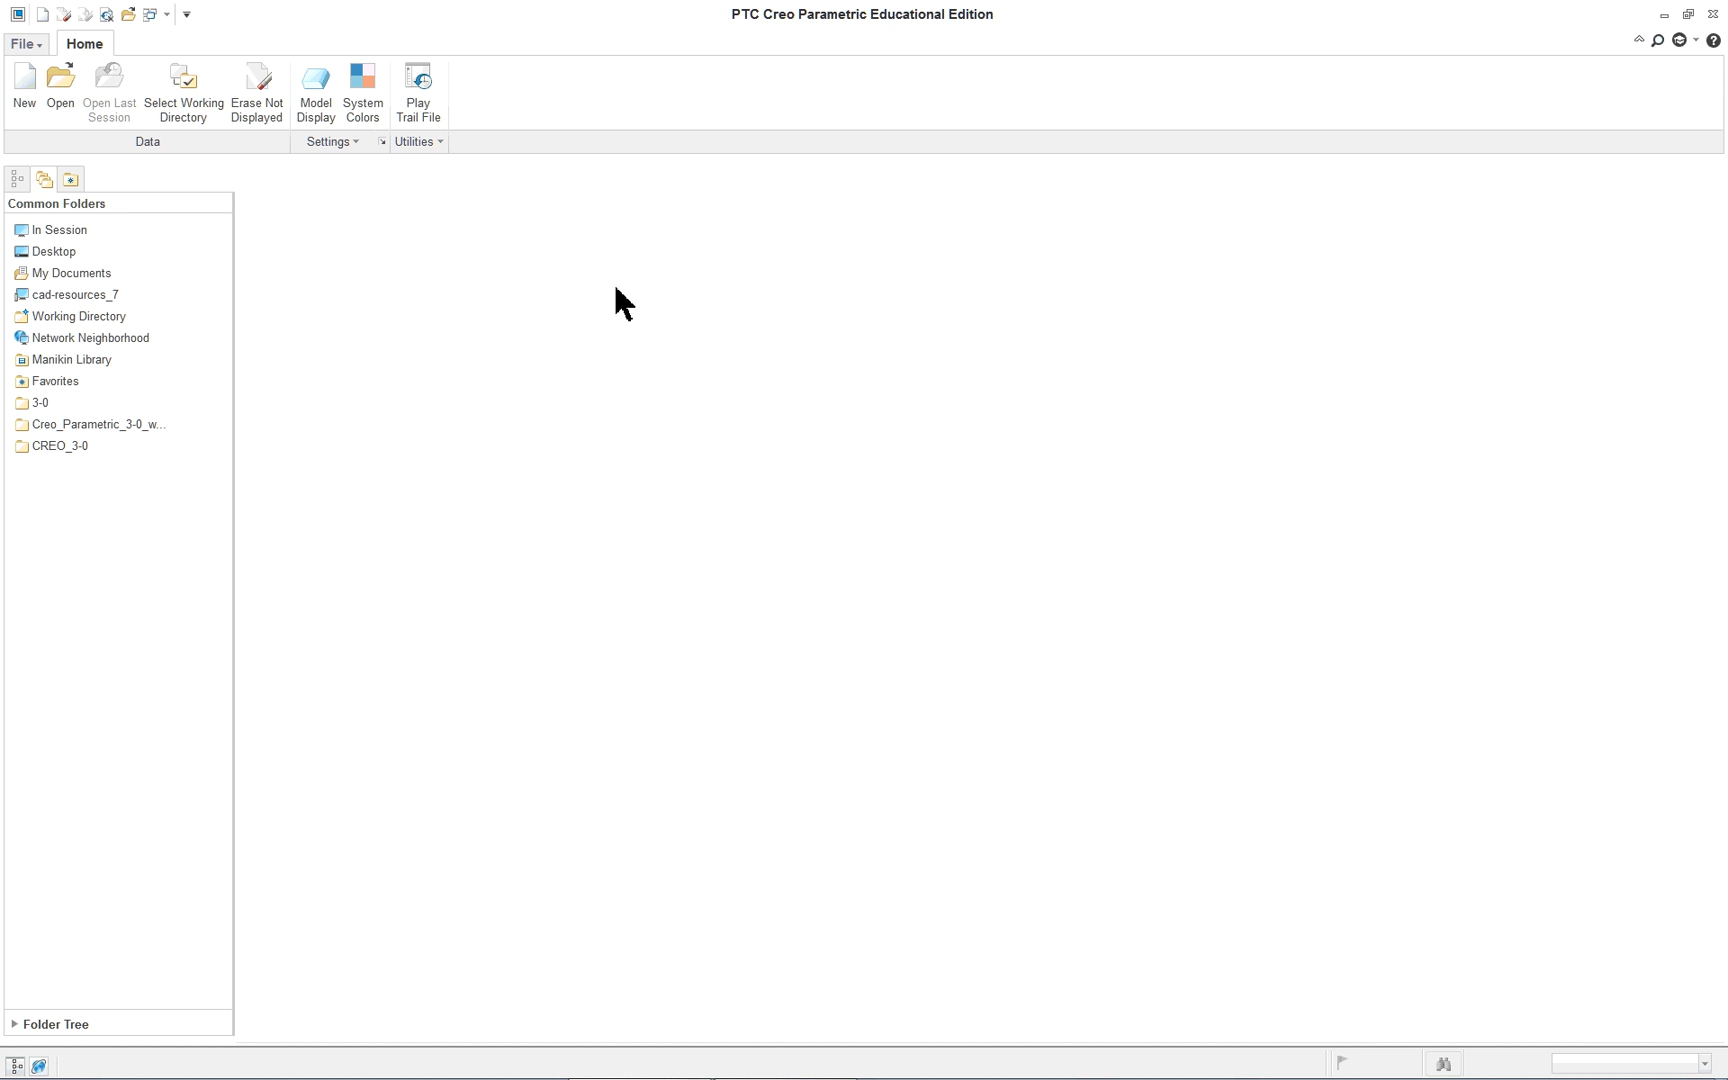 PTC Creo Parametric Educational Edition
File
Home
New
Open
Open Last
Session
Select Working
Directory
Erase Not
Displayed
Model
Display
System
Colors
Play
Trail File
Data
Settings
Utilities
Common Folders
In Session
Desktop
My Documents
cad-resources_7
Working Directory
Network Neighborhood
Manikin Library
Favorites
3-0
Creo_Parametric_3-0_w...
CREO_3-0
Folder Tree